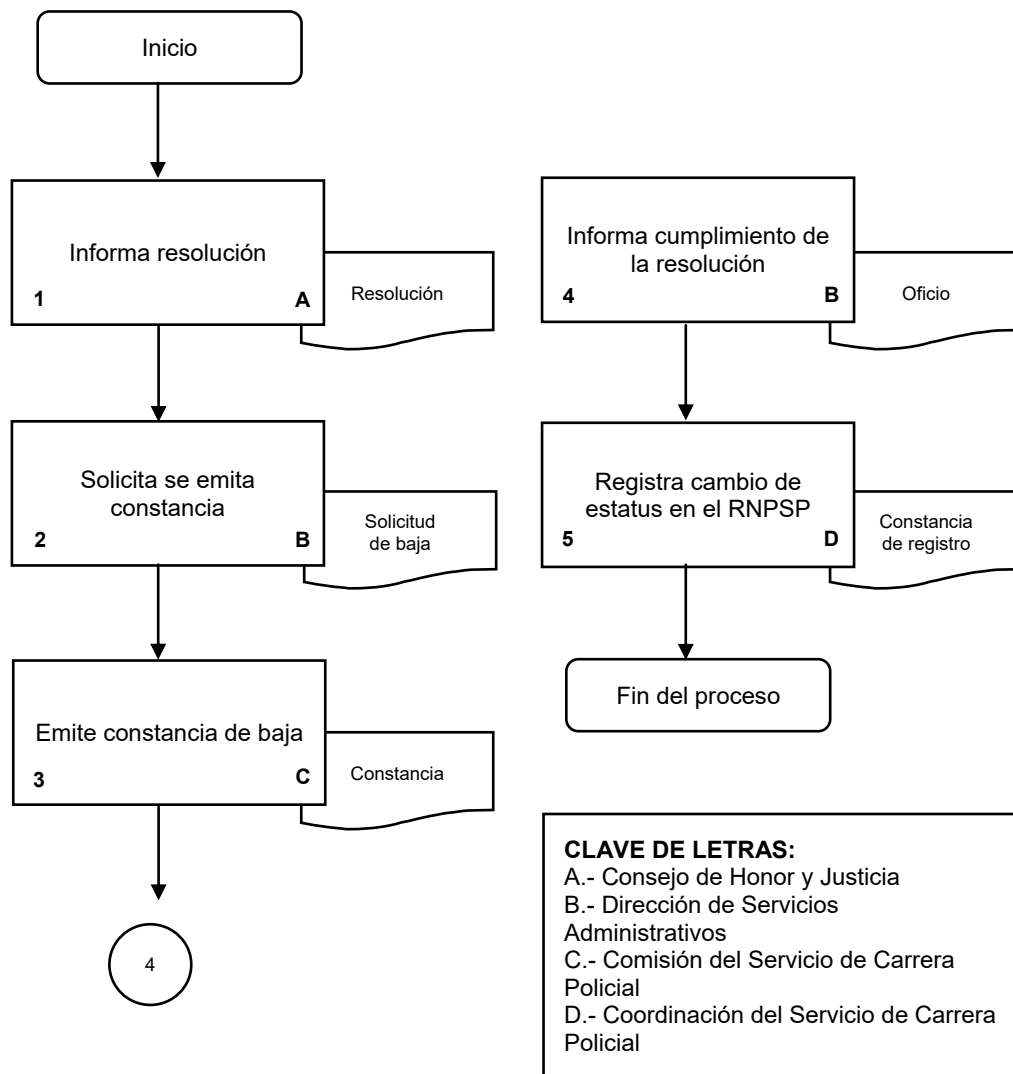 Inicio
Informa resolución
1
A
Resolución
Solicita se emita
constancia
2
B
Solicitud
de baja
Emite constancia de baja
3
C
Constancia
4
Informa cumplimiento de
la resolución
4
B
Oficio
Registra cambio de
estatus en el RNPSP
5
D
Constancia
de registro
Fin del proceso
CLAVE DE LETRAS:
A.- Consejo de Honor y Justicia
B.- Dirección de Servicios
Administrativos
C.- Comisión del Servicio de Carrera
Policial
D.- Coordinación del Servicio de Carrera
Policial